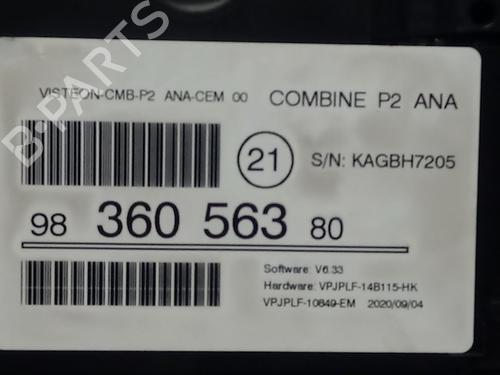 VISTEON-CMB-P2 ANA-CEM 00
COMBINE P2 ANA
21
S/N: KAGBH7205
98 360 563 80
Software: V6.33
Hardware: VPJPLF-14B115-HK
VPJPLF-10849-EM 2020/09/04
B-PARTS